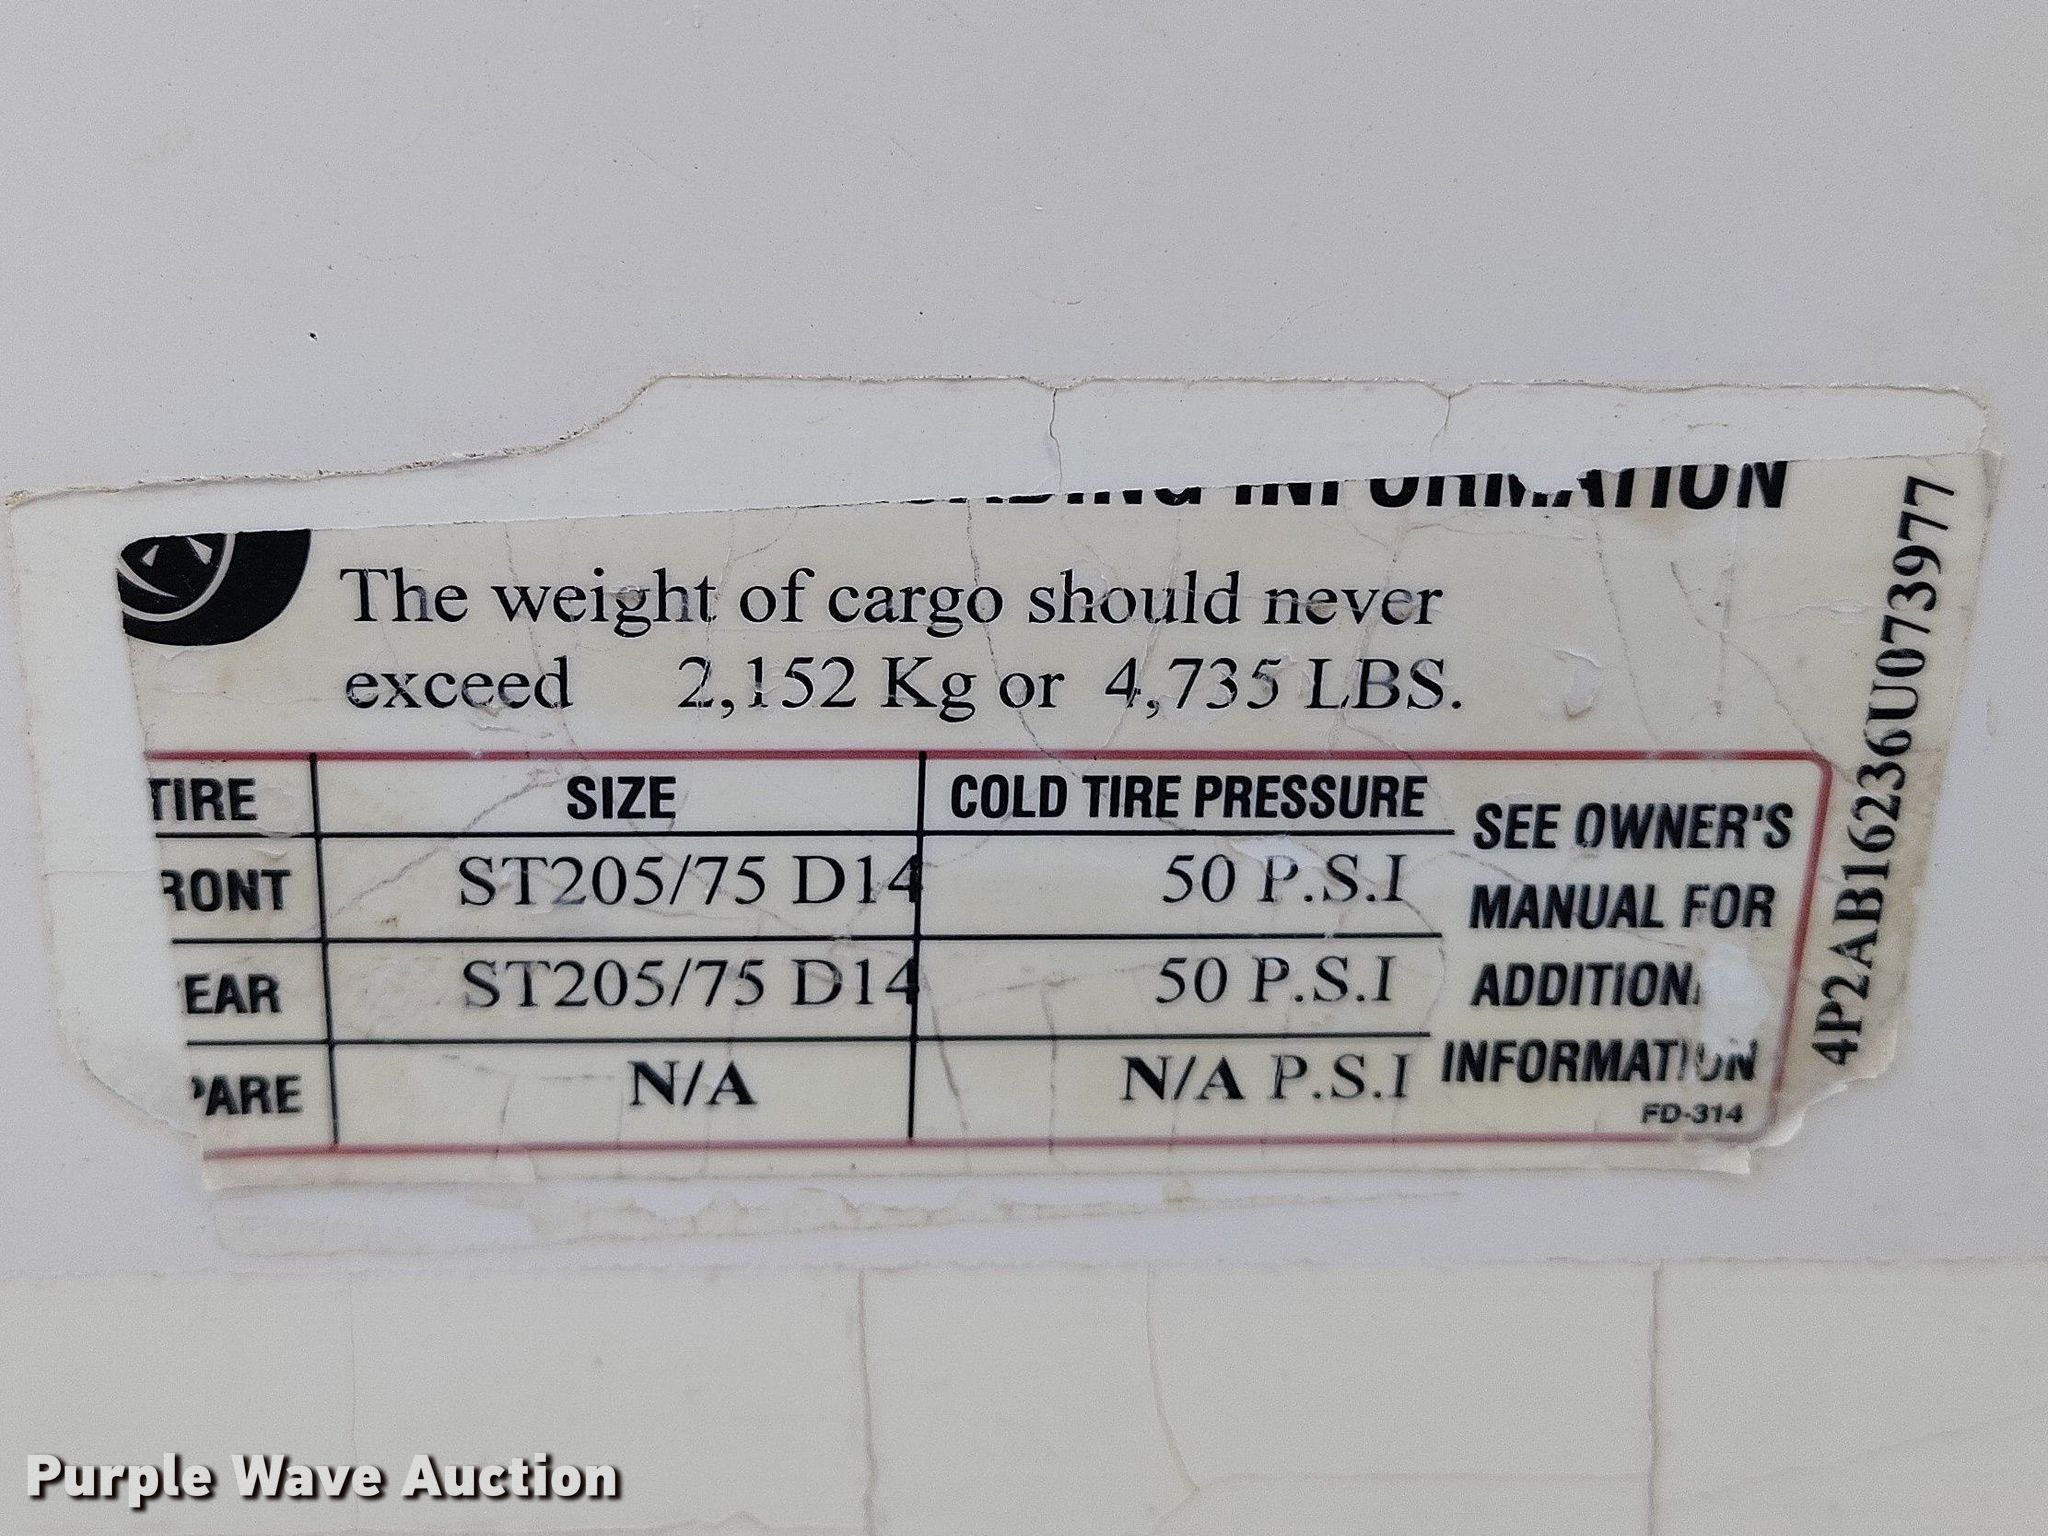 INFORMATION
The weight of cargo should never
exceed 2,152 Kg or 4,735 LBS.
TIRE SIZE COLD TIRE PRESSURE
RONT ST205/75 D14 50 P.S.I
EAR ST205/75 D14 50 P.S.I
PARE N/A N/A P.S.I
SEE OWNER'S
MANUAL FOR
ADDITION
INFORMATION
FD-314
4P2AB16236U073977
Purple Wave Auction